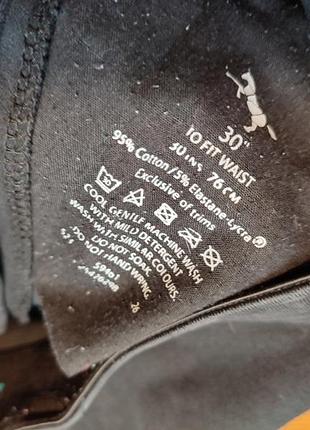 30"
TO FIT WAIST
30 INS, 76 CM
95% Cotton/5% Elastane-Lycra®
Exclusive of trims
COOL GENTLE MACHINE WASH
WITH MILD DETERGENT
WITH SIMILAR COLOURS.
DO NOT SOAK.
DO NOT HAND WRING.
26